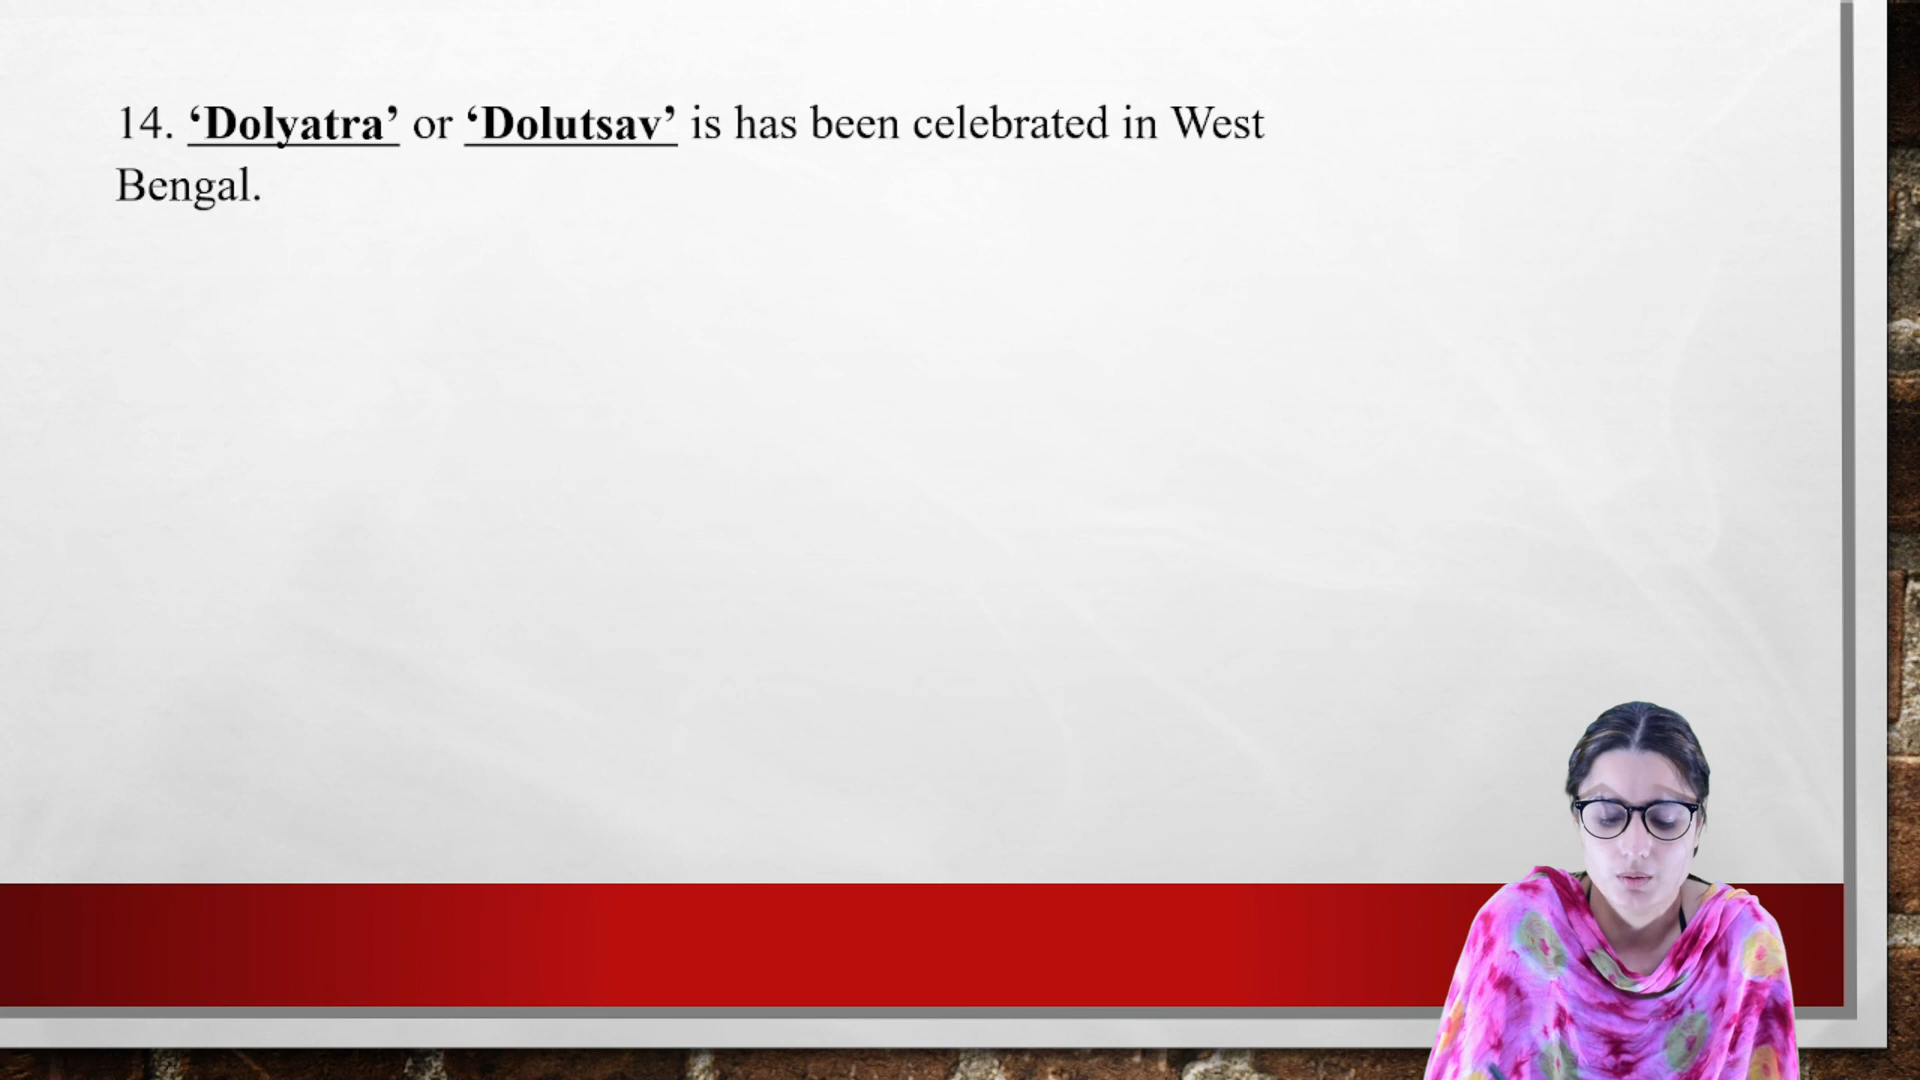 14. ‘Dolyatra’ or ‘Dolutsav’ is has been celebrated in West
Bengal.